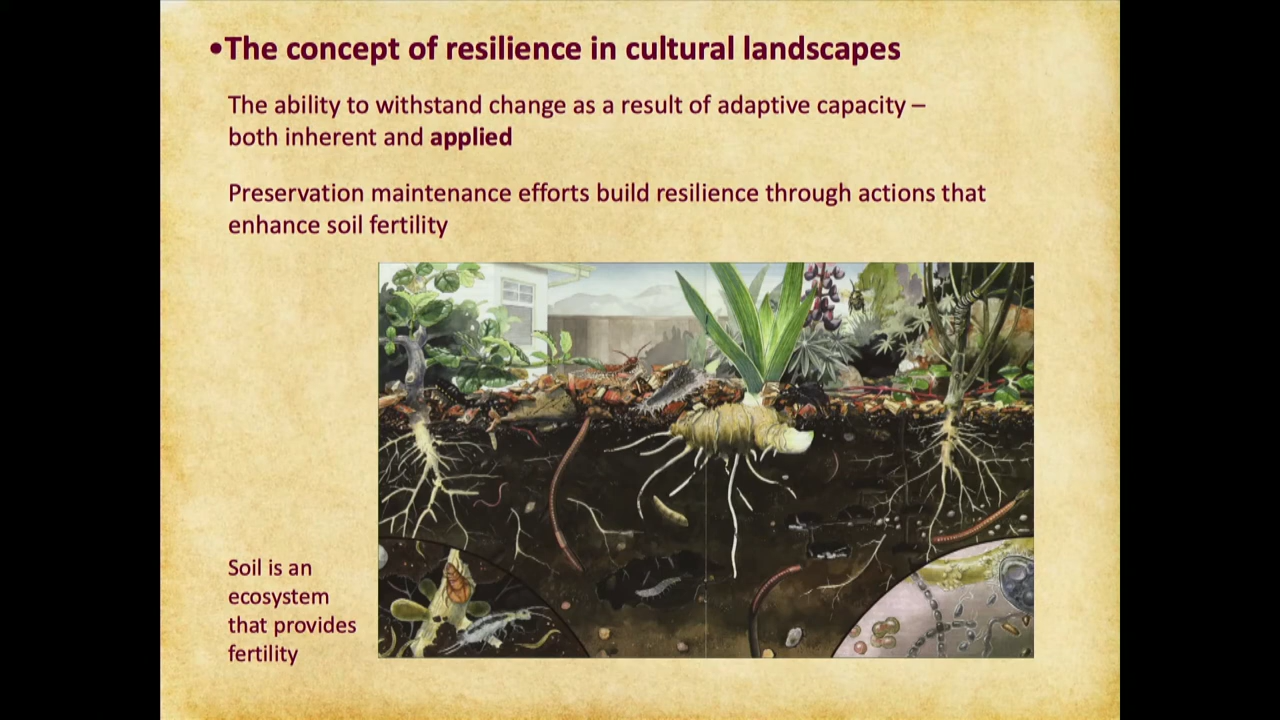 •The concept of resilience in cultural landscapes
The ability to withstand change as a result of adaptive capacity –
both inherent and applied
Preservation maintenance efforts build resilience through actions that
enhance soil fertility
Soil is an
ecosystem
that provides
fertility